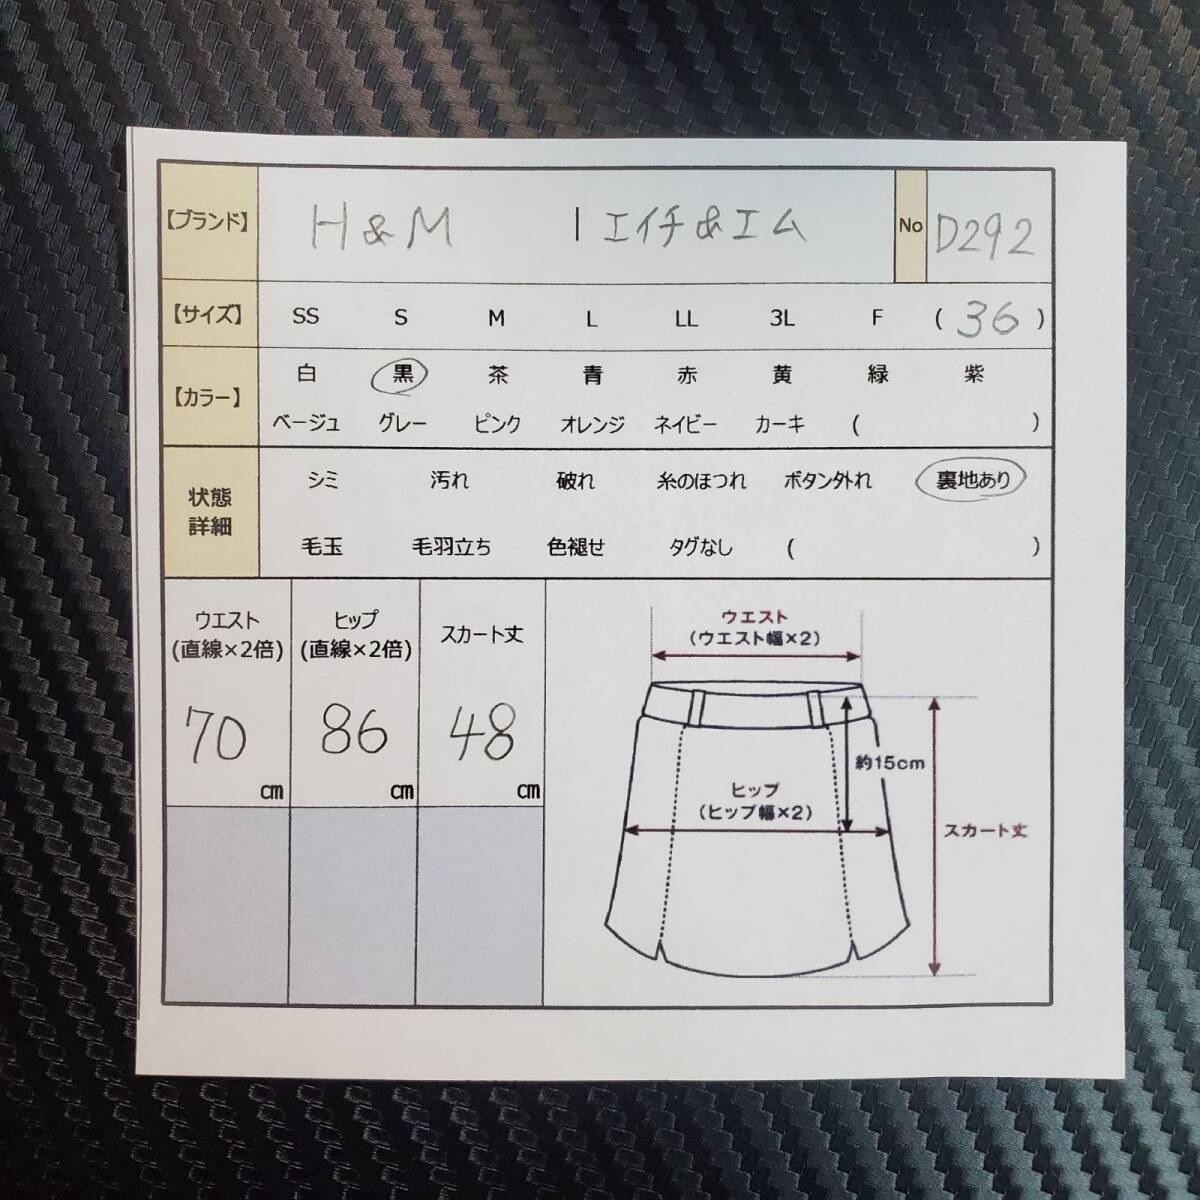 【ブランド】 H&M | エイチ&エム No D292
【サイズ】 SS S M L LL 3L F ( 36 )
【カラー】
白 黒 茶 青 赤 黄 緑 紫
ベージュ グレー ピンク オレンジ ネイビー カーキ ( )
状態
詳細
シミ 汚れ 破れ 糸のほつれ ボタン外れ 裏地あり
毛玉 毛羽立ち 色褪せ タグなし ( )
ウエスト
(直線×2倍)
70
cm
ヒップ
(直線×2倍)
86
cm
スカート丈
48
cm
ウエスト
(ウエスト幅×2)
約15cm
ヒップ
(ヒップ幅×2)
スカート丈